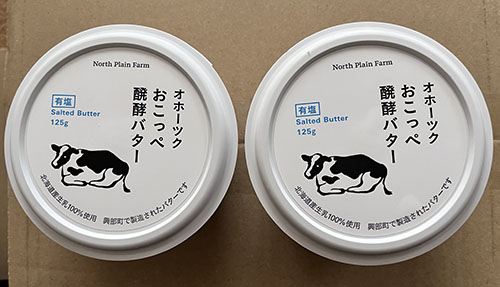 North Plain Farm
オホーツク
おこっぺ
醗酵バター
有塩
Salted Butter
125g
北海道産生乳100%使用 興部町で製造されたバターです
North Plain Farm
オホーツク
おこっぺ
醗酵バター
有塩
Salted Butter
125g
北海道産生乳100%使用 興部町で製造されたバターです